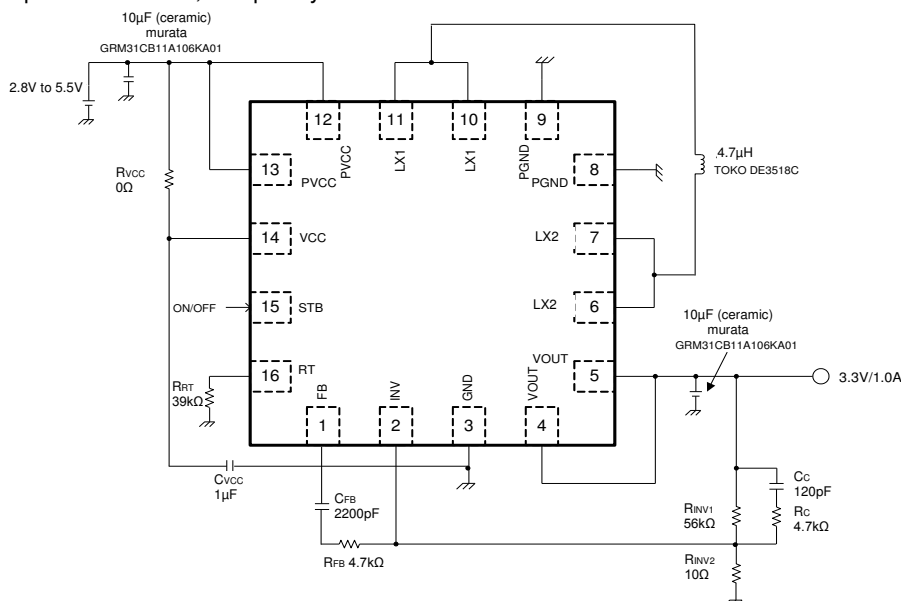 10µF (ceramic)
murata
GRM31CB11A106KA01
2.8V to 5.5V
RVCC
0Ω
12
PVCC
11
LX1
10
LX1
9
PGND
13
PVCC
8
PGND
4.7µH
TOKO DE3518C
14
VCC
7
LX2
ON/OFF
15
STB
6
LX2
10µF (ceramic)
murata
GRM31CB11A106KA01
16
RT
RRT
39kΩ
5
VOUT
3.3V/1.0A
1
FB
2
INV
3
GND
4
VOUT
CVCC
1µF
CFB
2200pF
RFB 4.7kΩ
RINV1
56kΩ
CC
120pF
RC
4.7kΩ
RINV2
10Ω